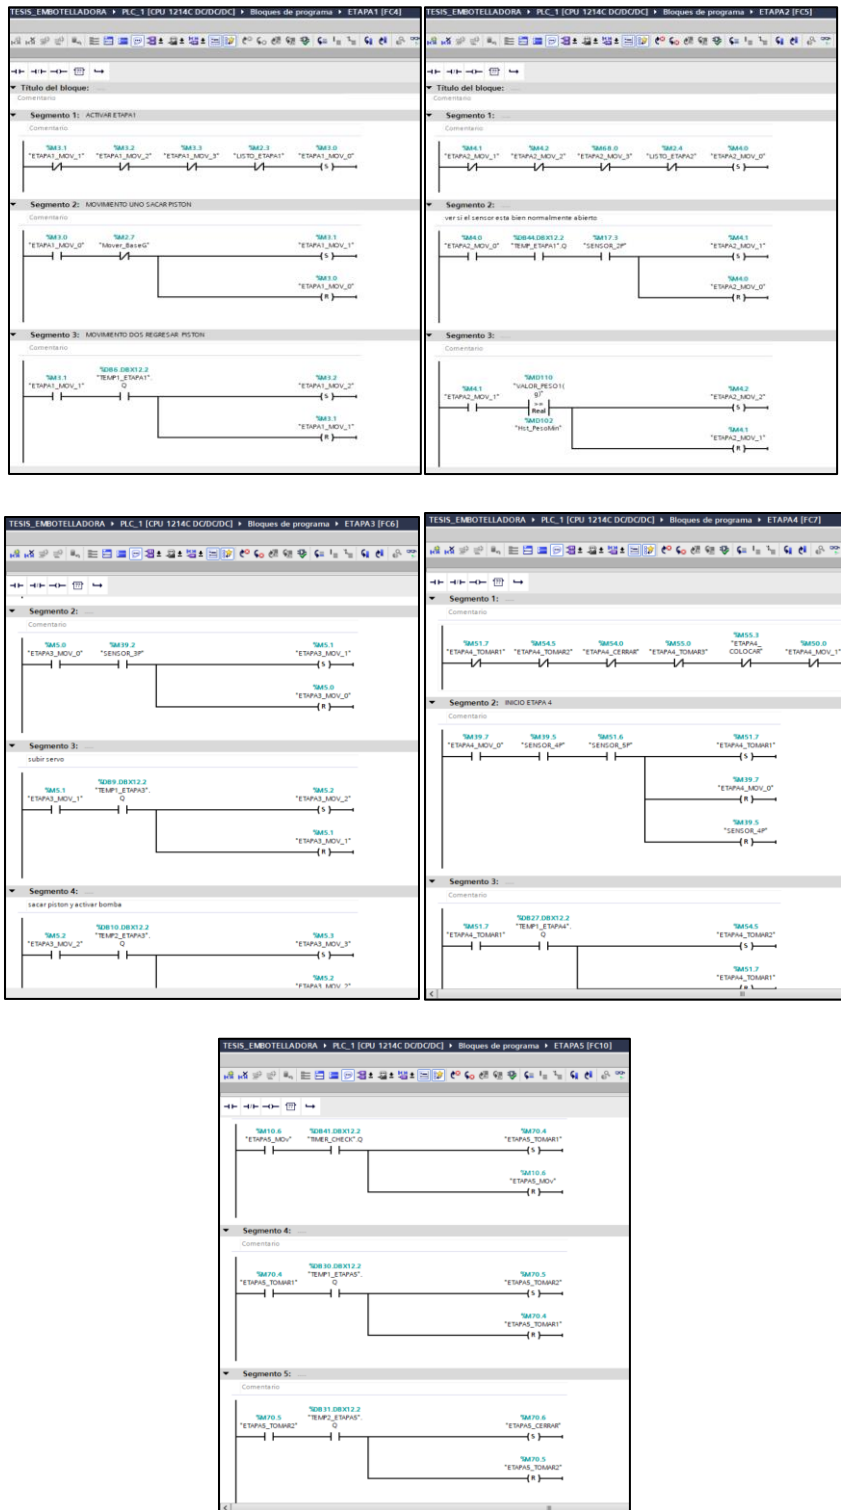 TESIS_EMBOTELLADORA ▸ PLC_1 [CPU 1214C DC/DC/DC] ▸ Bloques de programa ▸ ETAPA1 [FC4]
Título del bloque: ....
Comentario
Segmento 1: ACTIVAR ETAPA1
Comentario
%M3.1 %M3.2 %M3.3 %M2.3 %M3.0
"ETAPA1_MOV_1" "ETAPA1_MOV_2" "ETAPA1_MOV_3" "LISTO_ETAPA1" "ETAPA1_MOV_0"
S
Segmento 2: MOVIMIENTO UNO SACAR PISTON
Comentario
%M3.0 %M2.7 %M3.1
"ETAPA1_MOV_0" "Mover_BaseG" "ETAPA1_MOV_1"
S
%M3.0
"ETAPA1_MOV_0"
R
Segmento 3: MOVIMIENTO DOS REGRESAR PISTON
Comentario
%DB6.DBX12.2
%M3.1 "TEMP1_ETAPA1". %M3.2
"ETAPA1_MOV_1" Q "ETAPA1_MOV_2"
S
%M3.1
"ETAPA1_MOV_1"
R
TESIS_EMBOTELLADORA ▸ PLC_1 [CPU 1214C DC/DC/DC] ▸ Bloques de programa ▸ ETAPA2 [FC5]
Título del bloque: ....
Comentario
Segmento 1: ....
Comentario
%M4.1 %M4.2 %M68.0 %M2.4 %M4.0
"ETAPA2_MOV_1" "ETAPA2_MOV_2" "ETAPA2_MOV_3" "LISTO_ETAPA2" "ETAPA2_MOV_0"
S
Segmento 2: ....
ver si el sensor esta bien normalmente abierto
%M4.0 %DB44.DBX12.2 %M17.3 %M4.1
"ETAPA2_MOV_0" "TEMP_ETAPA1".Q "SENSOR_2P" "ETAPA2_MOV_1"
S
%M4.0
"ETAPA2_MOV_0"
R
Segmento 3: ....
Comentario
%MD110
%M4.1 "VALOR_PESO1( %M4.2
"ETAPA2_MOV_1" g)" "ETAPA2_MOV_2"
>= S
Real
%MD102 %M4.1
"Hst_PesoMin" "ETAPA2_MOV_1"
R
TESIS_EMBOTELLADORA ▸ PLC_1 [CPU 1214C DC/DC/DC] ▸ Bloques de programa ▸ ETAPA3 [FC6]
Segmento 2: ....
Comentario
%M5.0 %M39.2 %M5.1
"ETAPA3_MOV_0" "SENSOR_3P" "ETAPA3_MOV_1"
S
%M5.0
"ETAPA3_MOV_0"
R
Segmento 3: ....
subir servo
%DB9.DBX12.2
%M5.1 "TEMP1_ETAPA3". %M5.2
"ETAPA3_MOV_1" Q "ETAPA3_MOV_2"
S
%M5.1
"ETAPA3_MOV_1"
R
Segmento 4: ....
sacar piston y activar bomba
%DB10.DBX12.2
%M5.2 "TEMP2_ETAPA3". %M5.3
"ETAPA3_MOV_2" Q "ETAPA3_MOV_3"
S
%M5.2
"ETAPA3_MOV_2"
TESIS_EMBOTELLADORA ▸ PLC_1 [CPU 1214C DC/DC/DC] ▸ Bloques de programa ▸ ETAPA4 [FC7]
Segmento 1: ....
Comentario
%M55.3
%M51.7 %M54.5 %M54.0 %M55.0 "ETAPA4_ %M50.0
"ETAPA4_TOMAR1" "ETAPA4_TOMAR2" "ETAPA4_CERRAR" "ETAPA4_TOMAR3" COLOCAR" "ETAPA4_MOV_1"
Segmento 2: INICIO ETAPA 4
Comentario
%M39.7 %M39.5 %M51.6 %M51.7
"ETAPA4_MOV_0" "SENSOR_4P" "SENSOR_5P" "ETAPA4_TOMAR1"
S
%M39.7
"ETAPA4_MOV_0"
R
%M39.5
"SENSOR_4P"
R
Segmento 3: ....
Comentario
%DB27.DBX12.2
%M51.7 "TEMP1_ETAPA4". %M54.5
"ETAPA4_TOMAR1" Q "ETAPA4_TOMAR2"
S
%M51.7
"ETAPA4_TOMAR1"
R
TESIS_EMBOTELLADORA ▸ PLC_1 [CPU 1214C DC/DC/DC] ▸ Bloques de programa ▸ ETAPA5 [FC10]
%M10.6 %DB41.DBX12.2 %M70.4
"ETAPA5_MOv" "TIMER_CHECK".Q "ETAPA5_TOMAR1"
S
%M10.6
"ETAPA5_MOv"
R
Segmento 4: ....
Comentario
%DB30.DBX12.2
%M70.4 "TEMP1_ETAPA5". %M70.5
"ETAPA5_TOMAR1" Q "ETAPA5_TOMAR2"
S
%M70.4
"ETAPA5_TOMAR1"
R
Segmento 5: ....
Comentario
%DB31.DBX12.2
%M70.5 "TEMP2_ETAPA5". %M70.6
"ETAPA5_TOMAR2" Q "ETAPA5_CERRAR"
S
%M70.5
"ETAPA5_TOMAR2"
R